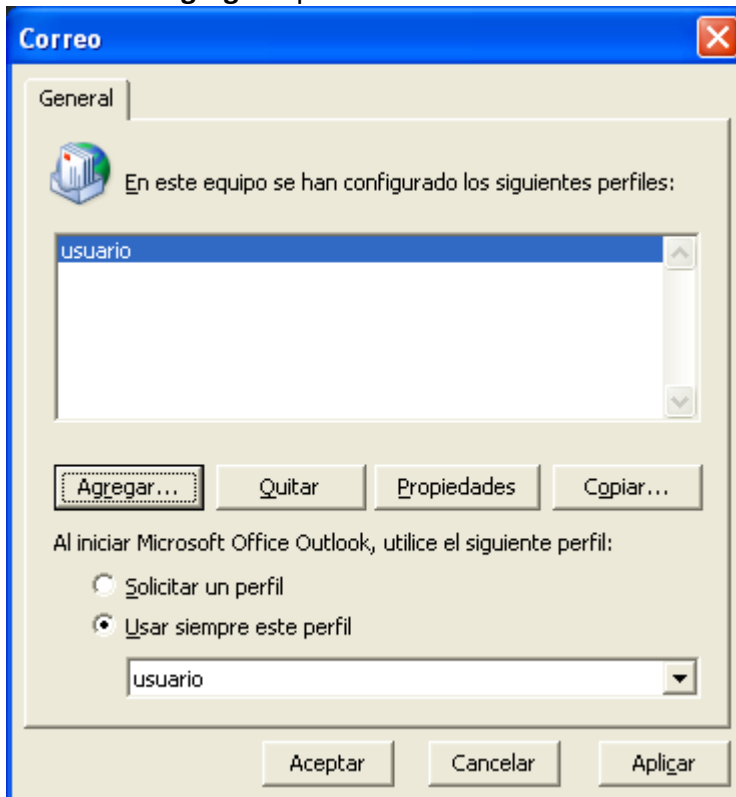 Correo
General
En este equipo se han configurado los siguientes perfiles:
usuario
Agregar... Quitar Propiedades Copiar...
Al iniciar Microsoft Office Outlook, utilice el siguiente perfil:
Solicitar un perfil
Usar siempre este perfil
usuario
Aceptar Cancelar Aplicar